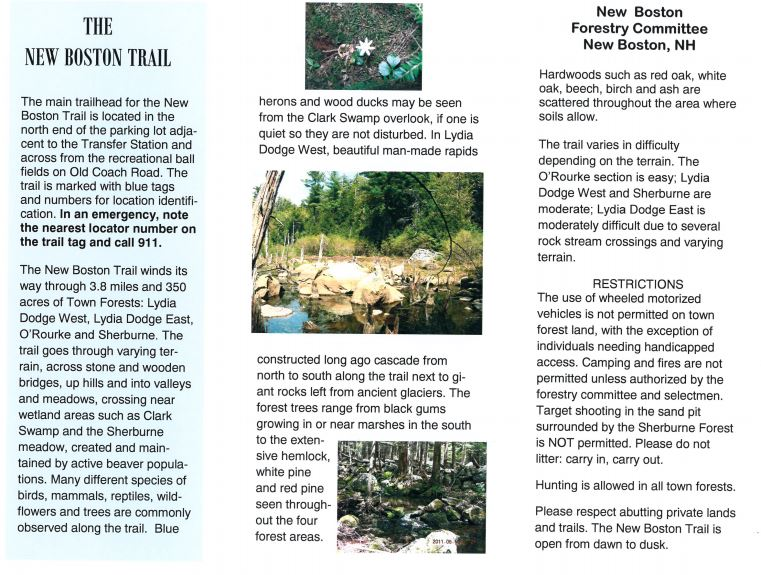 THE
NEW BOSTON TRAIL
The main trailhead for the New
Boston Trail is located in the
north end of the parking lot adja-
cent to the Transfer Station and
across from the recreational ball
fields on Old Coach Road. The
trail is marked with blue tags
and numbers for location identifi-
cation. In an emergency, note
the nearest locator number on
the trail tag and call 911.
The New Boston Trail winds its
way through 3.8 miles and 350
acres of Town Forests: Lydia
Dodge West, Lydia Dodge East,
O'Rourke and Sherburne. The
trail goes through varying ter-
rain, across stone and wooden
bridges, up hills and into valleys
and meadows, crossing near
wetland areas such as Clark
Swamp and the Sherburne
meadow, created and main-
tained by active beaver popula-
tions. Many different species of
birds, mammals, reptiles, wild-
flowers and trees are commonly
observed along the trail. Blue
herons and wood ducks may be seen
from the Clark Swamp overlook, if one is
quiet so they are not disturbed. In Lydia
Dodge West, beautiful man-made rapids
constructed long ago cascade from
north to south along the trail next to gi-
ant rocks left from ancient glaciers. The
forest trees range from black gums
growing in or near marshes in the south
to the exten-
sive hemlock,
white pine
and red pine
seen through-
out the four
forest areas.
New Boston
Forestry Committee
New Boston, NH
Hardwoods such as red oak, white
oak, beech, birch and ash are
scattered throughout the area where
soils allow.
The trail varies in difficulty
depending on the terrain. The
O'Rourke section is easy; Lydia
Dodge West and Sherburne are
moderate; Lydia Dodge East is
moderately difficult due to several
rock stream crossings and varying
terrain.
RESTRICTIONS
The use of wheeled motorized
vehicles is not permitted on town
forest land, with the exception of
individuals needing handicapped
access. Camping and fires are not
permitted unless authorized by the
forestry committee and selectmen.
Target shooting in the sand pit
surrounded by the Sherburne Forest
is NOT permitted. Please do not
litter: carry in, carry out.
Hunting is allowed in all town forests.
Please respect abutting private lands
and trails. The New Boston Trail is
open from dawn to dusk.